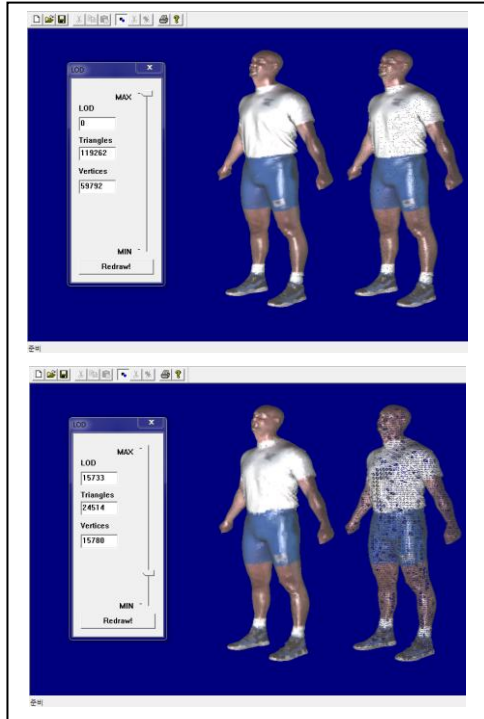 LOD
MAX
LOD
0
Triangles
119262
Vertices
59792
MIN
Redraw!
준비
LOD
MAX
LOD
15733
Triangles
24514
Vertices
15780
MIN
Redraw!
준비